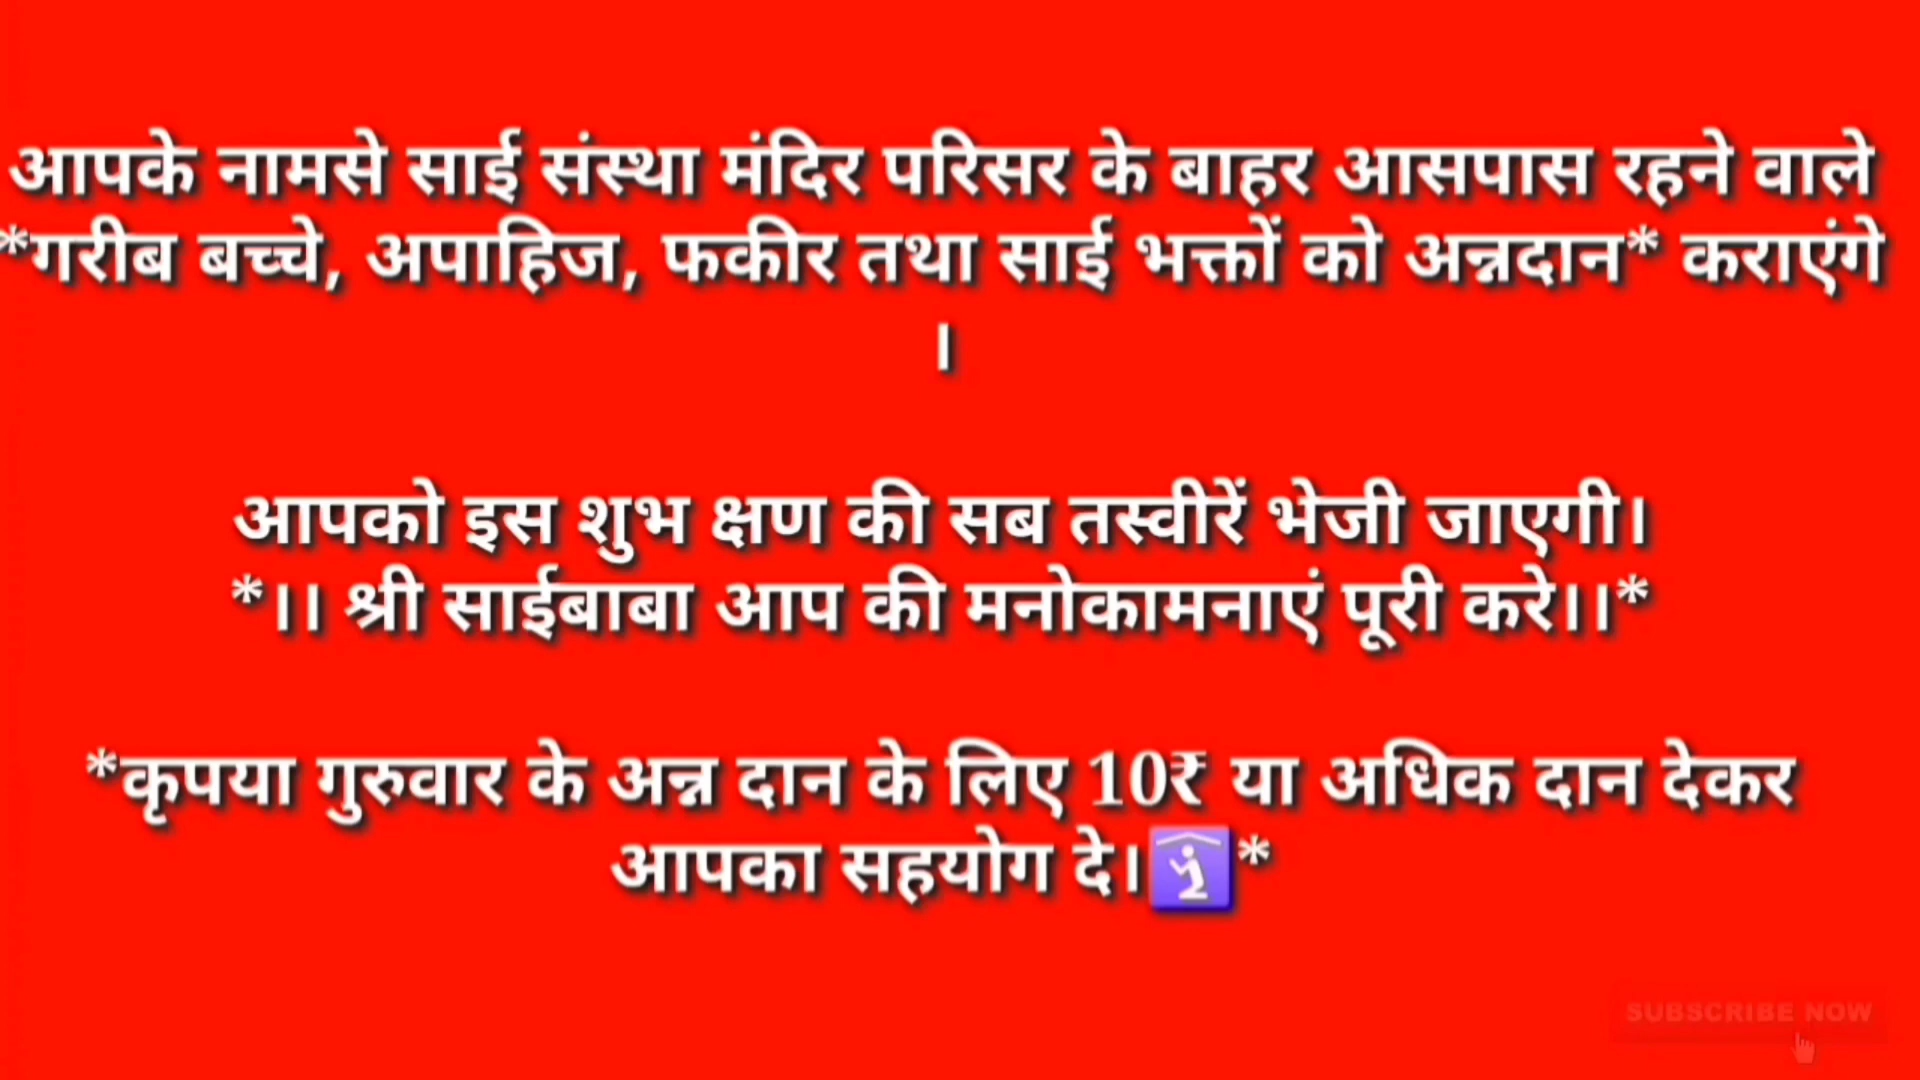 आपके नामसे साई संस्था मंदिर परिसर के बाहर आसपास रहने वाले
*गरीब बच्चे, अपाहिज, फकीर तथा साई भक्तों को अन्नदान* कराएंगे
।
आपको इस शुभ क्षण की सब तस्वीरें भेजी जाएगी।
*।। श्री साईबाबा आप की मनोकामनाएं पूरी करे।।*
*कृपया गुरुवार के अन्न दान के लिए 10₹ या अधिक दान देकर
आपका सहयोग दे।🛐*
SUBSCRIBE NOW